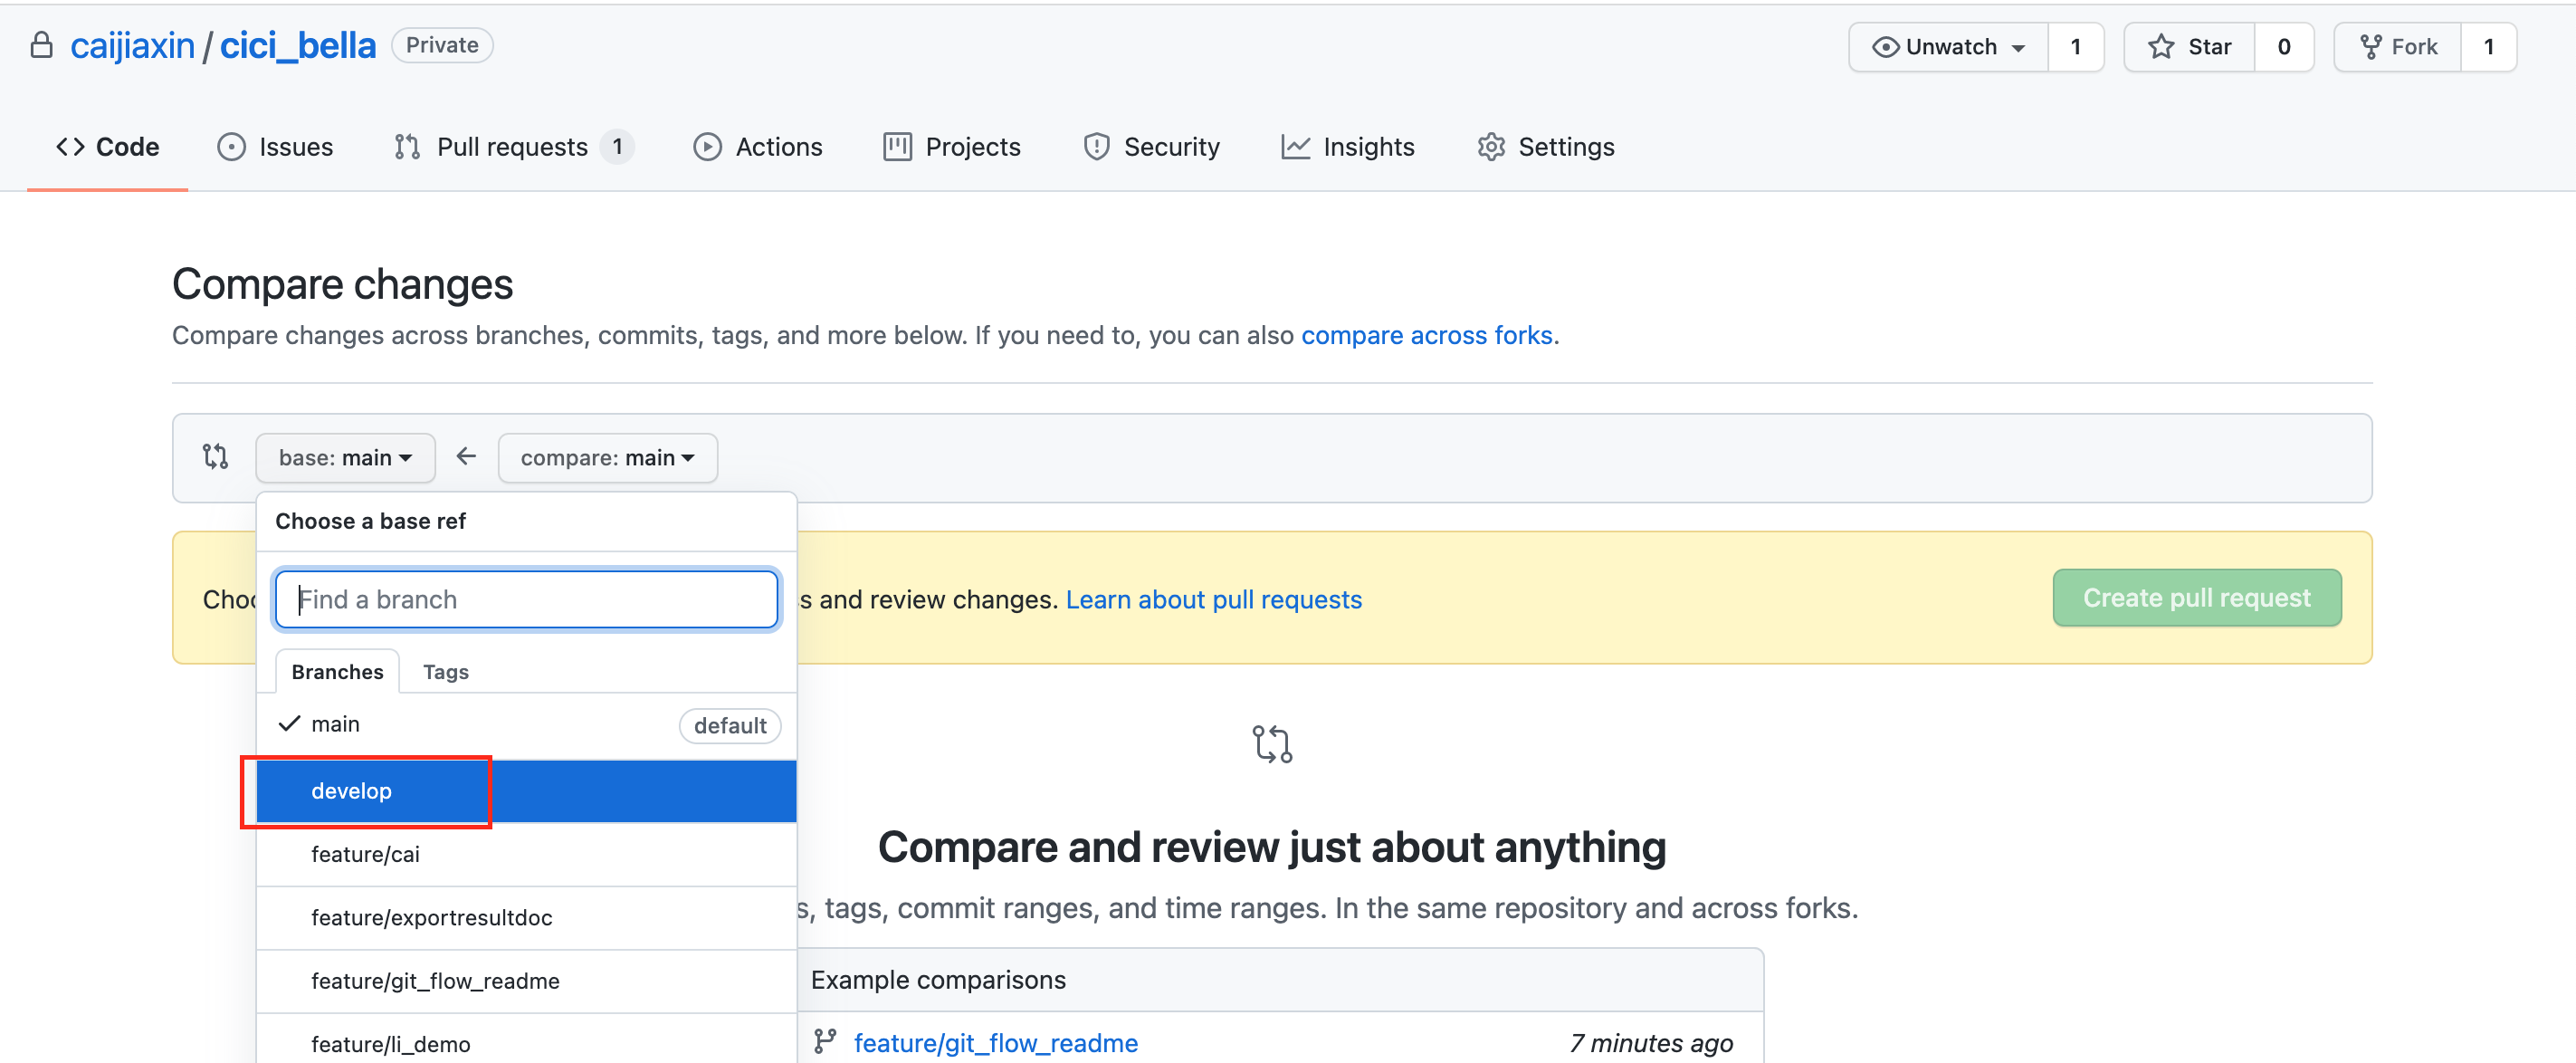 caijiaxin / cici_bella Private
Unwatch 1 Star 0 Fork 1
Code Issues Pull requests 1 Actions Projects Security Insights Settings
Compare changes
Compare changes across branches, commits, tags, and more below. If you need to, you can also compare across forks.
base: main compare: main
Choose a base ref
Find a branch
and review changes. Learn about pull requests
Create pull request
Branches Tags
main default
develop
feature/cai
feature/exportresultdoc
feature/git_flow_readme
feature/li_demo
Compare and review just about anything
, tags, commit ranges, and time ranges. In the same repository and across forks.
Example comparisons
feature/git_flow_readme 7 minutes ago